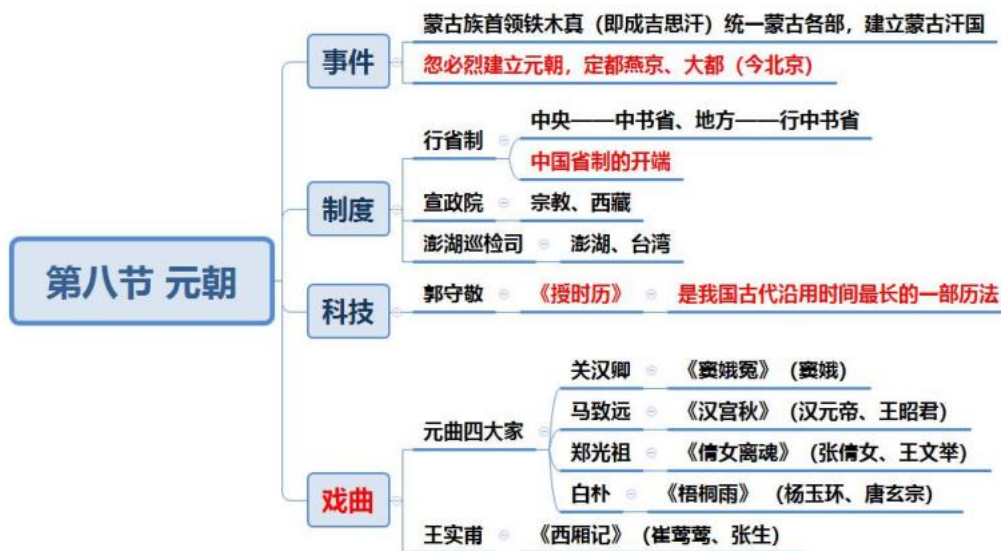 第八节 元朝
事件
蒙古族首领铁木真（即成吉思汗）统一蒙古各部，建立蒙古汗国
忽必烈建立元朝，定都燕京、大都（今北京）
制度
行省制
中央——中书省、地方——行中书省
中国省制的开端
宣政院
宗教、西藏
澎湖巡检司
澎湖、台湾
科技
郭守敬
《授时历》
是我国古代沿用时间最长的一部历法
戏曲
元曲四大家
关汉卿
《窦娥冤》（窦娥）
马致远
《汉宫秋》（汉元帝、王昭君）
郑光祖
《倩女离魂》（张倩女、王文举）
白朴
《梧桐雨》（杨玉环、唐玄宗）
王实甫
《西厢记》（崔莺莺、张生）